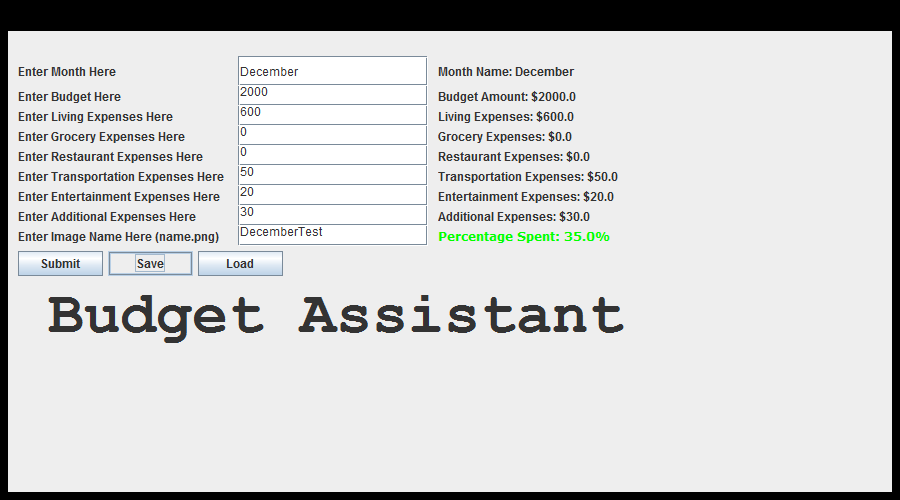 Enter Month Here December Month Name: December
Enter Budget Here 2000 Budget Amount: $2000.0
Enter Living Expenses Here 600 Living Expenses: $600.0
Enter Grocery Expenses Here 0 Grocery Expenses: $0.0
Enter Restaurant Expenses Here 0 Restaurant Expenses: $0.0
Enter Transportation Expenses Here 50 Transportation Expenses: $50.0
Enter Entertainment Expenses Here 20 Entertainment Expenses: $20.0
Enter Additional Expenses Here 30 Additional Expenses: $30.0
Enter Image Name Here (name.png) DecemberTest Percentage Spent: 35.0%
Submit Save Load
Budget Assistant